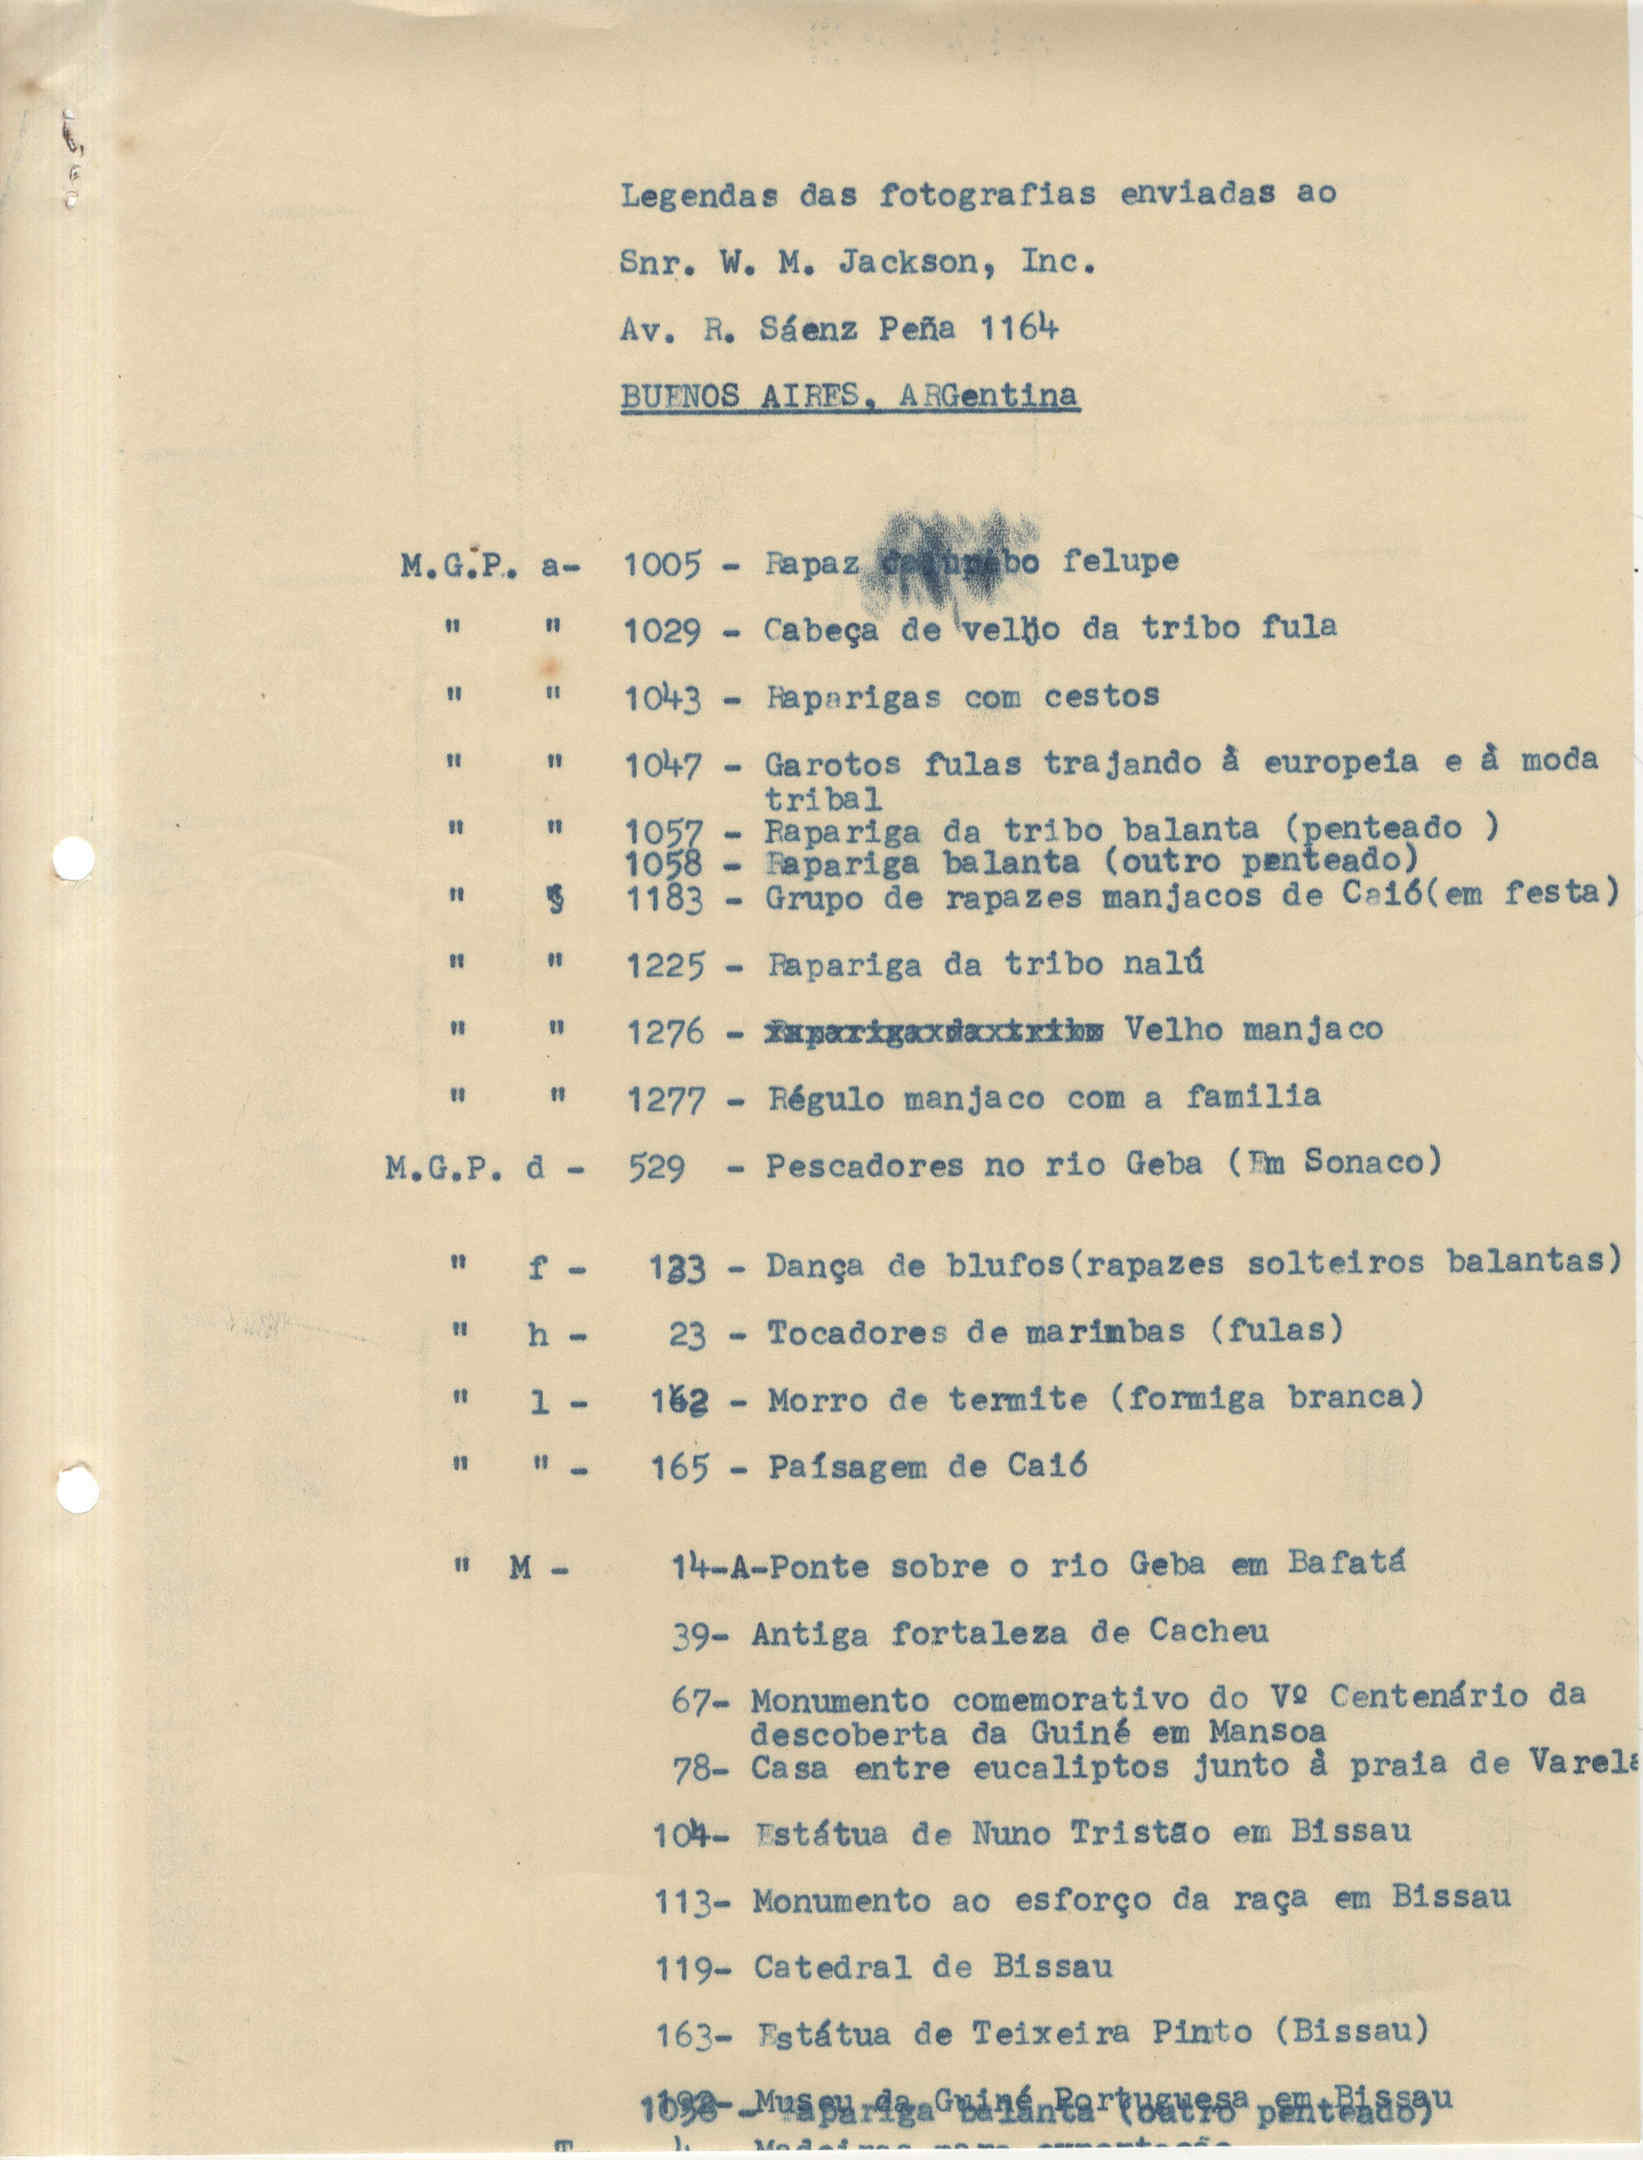 Legendas das fotografias enviadas ao
Snr. W. M. Jackson, Inc.
Av. R. Sáenz Peña 1164
BUENOS AIRES, ARGentina
M.G.P. a- 1005 - Rapaz felupe
" " 1029 - Cabeça de velho da tribo fula
" " 1043 - Raparigas com cestos
" " 1047 - Garotos fulas trajando à europeia e à moda
tribal
" " 1057 - Rapariga da tribo balanta (penteado )
1058 - Rapariga balanta (outro penteado)
" " 1183 - Grupo de rapazes manjacos de Caió(em festa)
" " 1225 - Rapariga da tribo nalú
" " 1276 - Velho manjaco
" " 1277 - Régulo manjaco com a familia
M.G.P. d - 529 - Pescadores no rio Geba (Em Sonaco)
" f - 133 - Dança de blufos(rapazes solteiros balantas)
" h - 23 - Tocadores de marimbas (fulas)
" l - 162 - Morro de termite (formiga branca)
" " - 165 - Paísagem de Caió
" M - 14-A-Ponte sobre o rio Geba em Bafatá
39- Antiga fortaleza de Cacheu
67- Monumento comemorativo do Vº Centenário da
descoberta da Guiné em Mansoa
78- Casa entre eucaliptos junto à praia de Varela
104- Estátua de Nuno Tristão em Bissau
113- Monumento ao esforço da raça em Bissau
119- Catedral de Bissau
163- Estátua de Teixeira Pinto (Bissau)
Museu da Guiné Portuguesa em Bissau
1058 - Rapariga balanta (outro penteado)